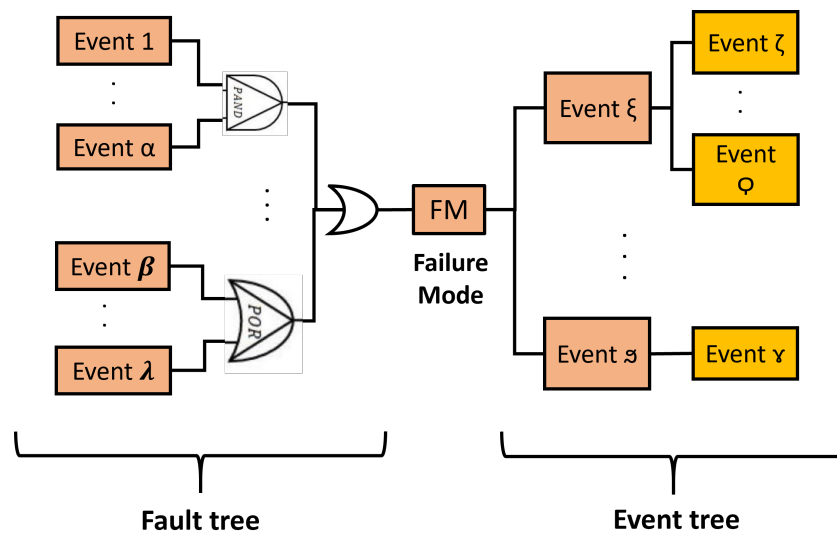 Event 1
Event α
Event β
Event λ
PAND
POR
FM
Failure
Mode
Event ξ
Event ϶
Event ζ
Event
Ϙ
Event ɤ
Fault tree
Event tree